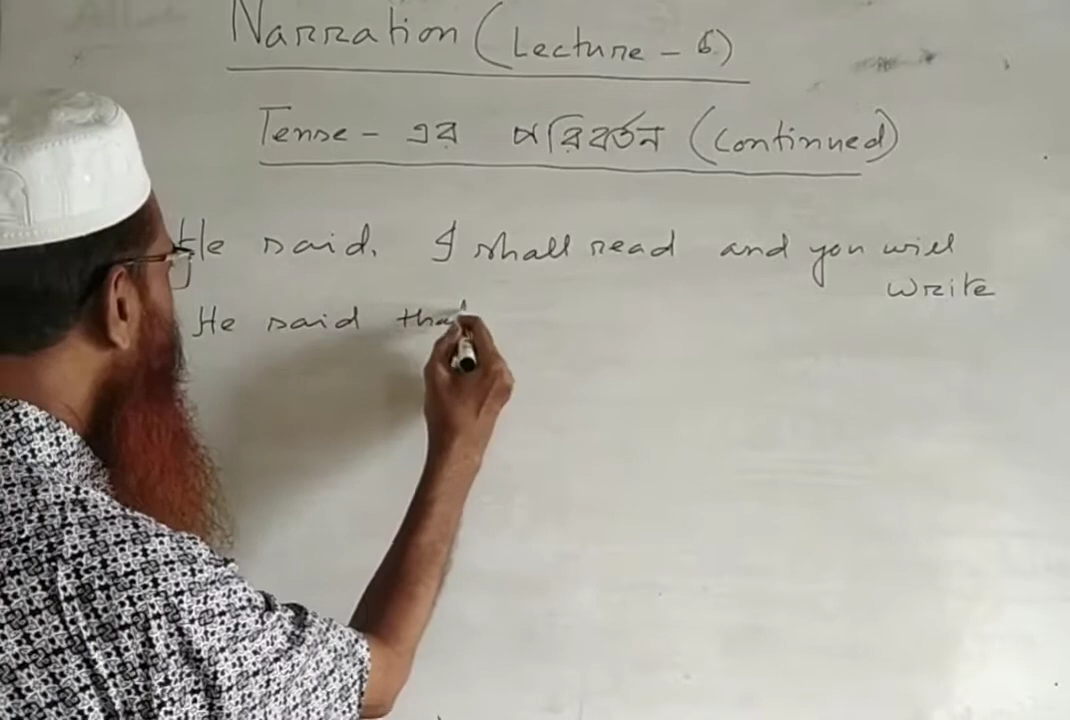 Narration (Lecture - 6)
Tense - এর পরিবর্তন (Continued)
He said, I shall read and you will
write
He said that